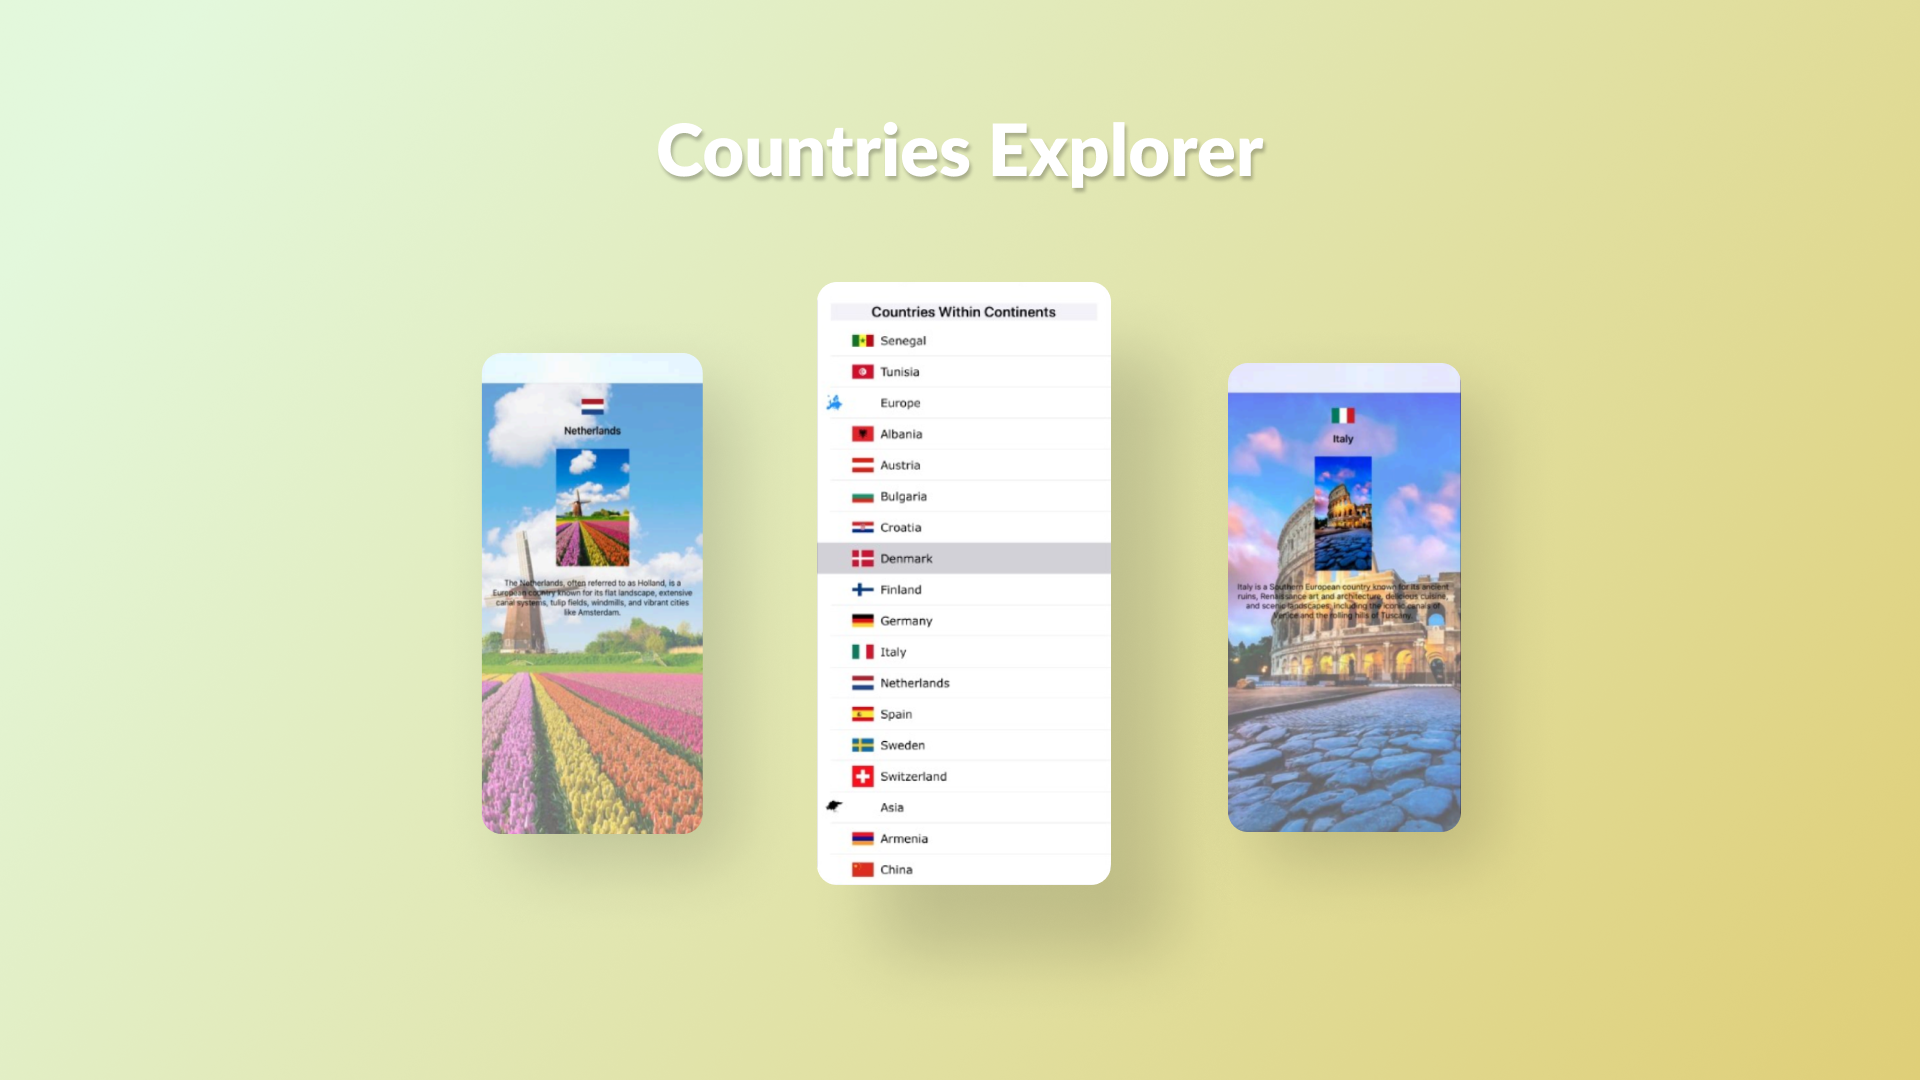 Countries Explorer
Netherlands
The Netherlands, often referred to as Holland, is a
European country known for its flat landscape, extensive
canal systems, tulip fields, windmills, and vibrant cities
like Amsterdam.
Countries Within Continents
Senegal
Tunisia
Europe
Albania
Austria
Bulgaria
Croatia
Denmark
Finland
Germany
Italy
Netherlands
Spain
Sweden
Switzerland
Asia
Armenia
China
Italy
Italy is a Southern European country known for its ancient
ruins, Renaissance art and architecture, delicious cuisine,
and scenic landscapes, including the iconic canals of
Venice and the rolling hills of Tuscany.